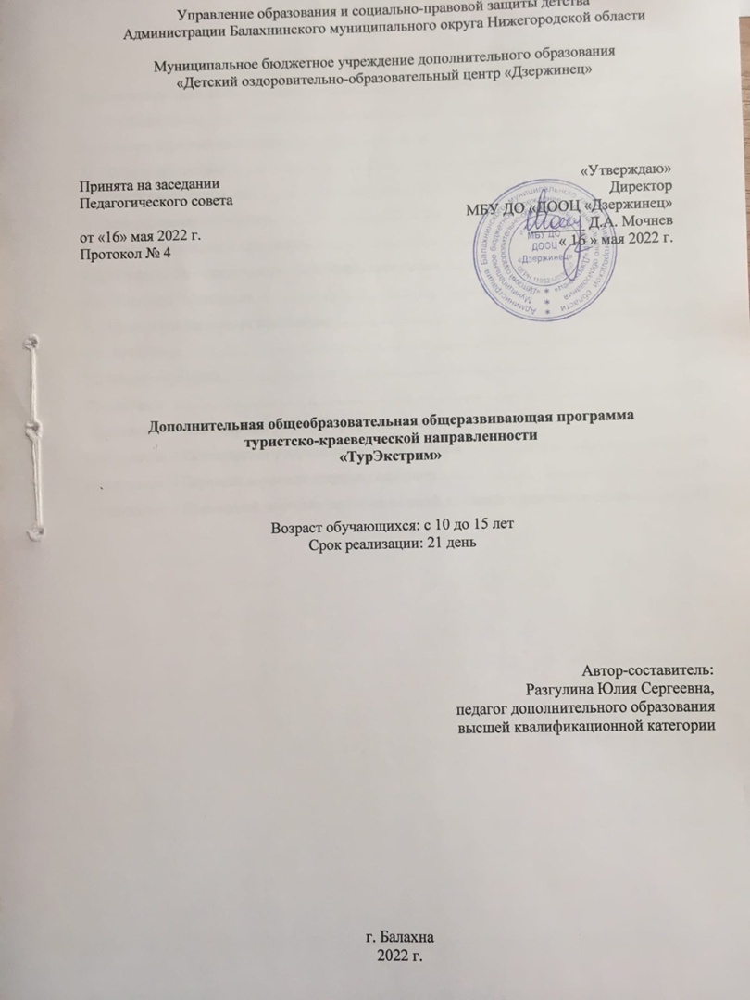 Управление образования и социально-правовой защиты детства
Администрации Балахнинского муниципального округа Нижегородской области
Муниципальное бюджетное учреждение дополнительного образования
«Детский оздоровительно-образовательный центр «Дзержинец»
Принята на заседании
Педагогического совета
от «16» мая 2022 г.
Протокол № 4
«Утверждаю»
Директор
МБУ ДО «ДООЦ «Дзержинец»
Д.А. Мочнев
« 16 » мая 2022 г.
МБУ ДО
ДООЦ
«Дзержинец»
Дополнительная общеобразовательная общеразвивающая программа
туристско-краеведческой направленности
«ТурЭкстрим»
Возраст обучающихся: с 10 до 15 лет
Срок реализации: 21 день
Автор-составитель:
Разгулина Юлия Сергеевна,
педагог дополнительного образования
высшей квалификационной категории
г. Балахна
2022 г.